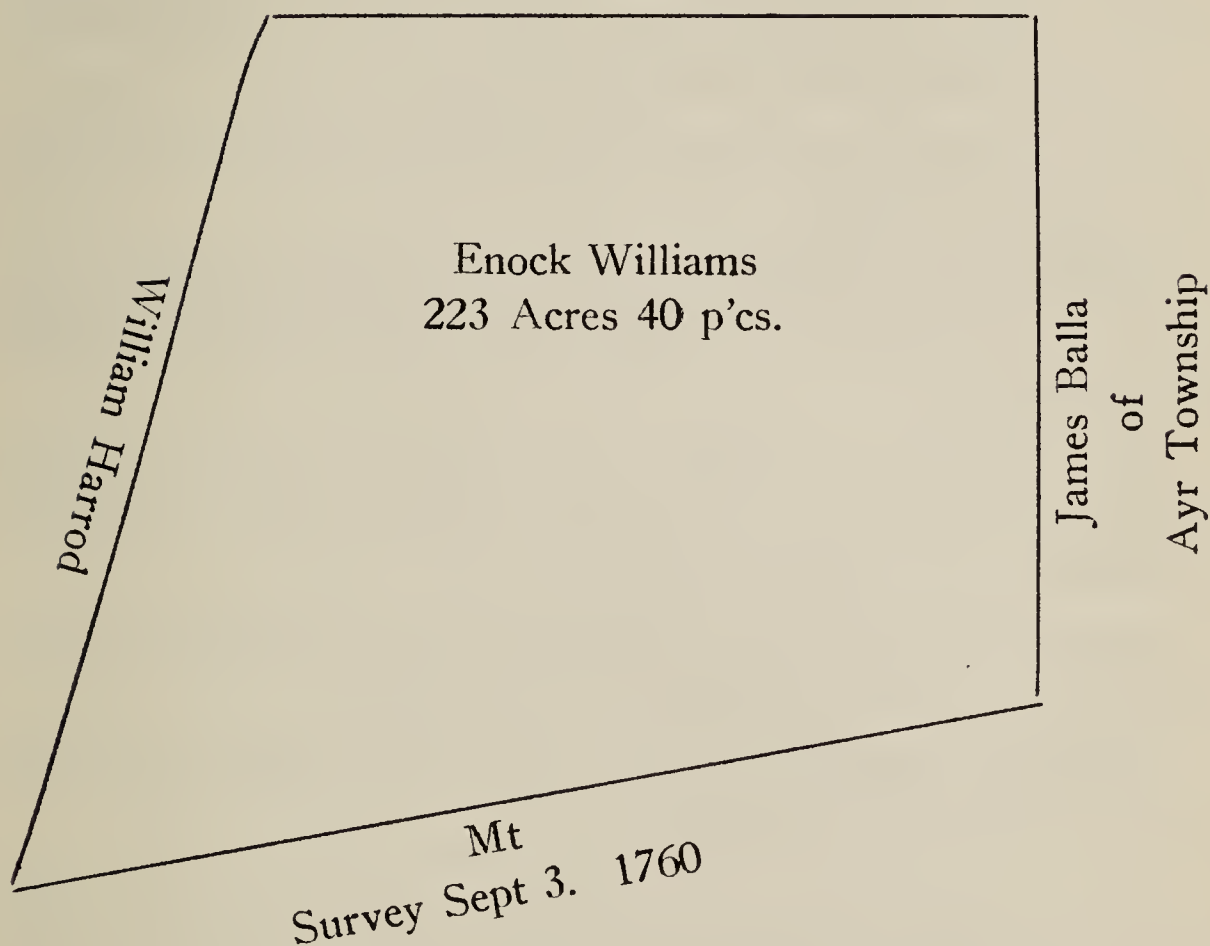 Enock Williams
223 Acres 40 p'cs.
William Harrod
James Balla
of
Ayr Township
Mt
Survey Sept 3. 1760